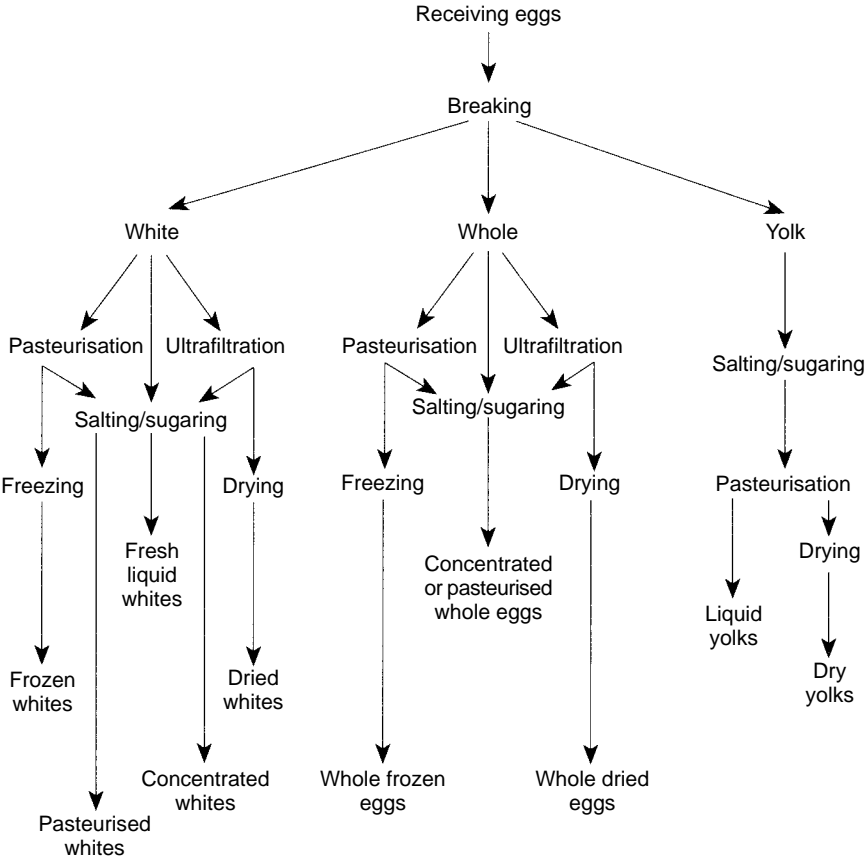 Receiving eggs
Breaking
White
Whole
Yolk
Pasteurisation
Ultrafiltration
Pasteurisation
Ultrafiltration
Salting/sugaring
Salting/sugaring
Salting/sugaring
Freezing
Drying
Freezing
Drying
Pasteurisation
Fresh
liquid
whites
Concentrated
or pasteurised
whole eggs
Drying
Liquid
yolks
Frozen
whites
Dried
whites
Dry
yolks
Concentrated
whites
Whole frozen
eggs
Whole dried
eggs
Pasteurised
whites